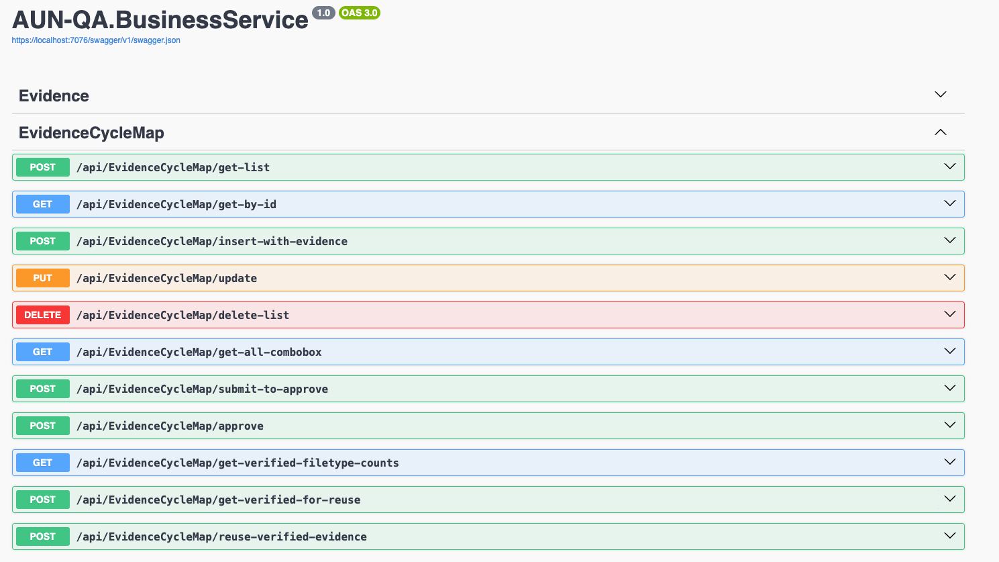 AUN-QA.BusinessService 1.0 OAS 3.0
https://localhost:7076/swagger/v1/swagger.json
Evidence
EvidenceCycleMap
POST /api/EvidenceCycleMap/get-list
GET /api/EvidenceCycleMap/get-by-id
POST /api/EvidenceCycleMap/insert-with-evidence
PUT /api/EvidenceCycleMap/update
DELETE /api/EvidenceCycleMap/delete-list
GET /api/EvidenceCycleMap/get-all-combobox
POST /api/EvidenceCycleMap/submit-to-approve
POST /api/EvidenceCycleMap/approve
GET /api/EvidenceCycleMap/get-verified-filetype-counts
POST /api/EvidenceCycleMap/get-verified-for-reuse
POST /api/EvidenceCycleMap/reuse-verified-evidence